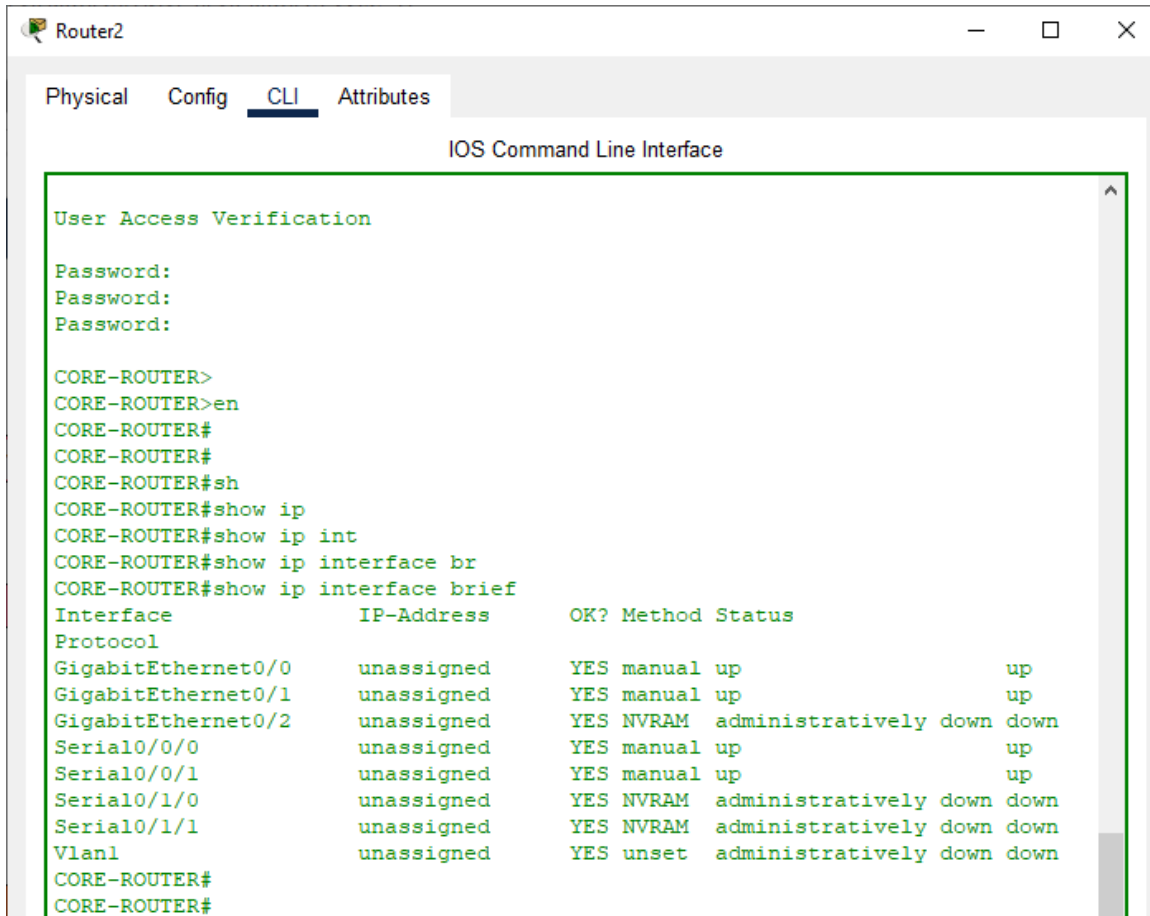 Router2
Physical Config CLI Attributes
IOS Command Line Interface
User Access Verification
Password:
Password:
Password:
CORE-ROUTER>
CORE-ROUTER>en
CORE-ROUTER#
CORE-ROUTER#
CORE-ROUTER#sh
CORE-ROUTER#show ip
CORE-ROUTER#show ip int
CORE-ROUTER#show ip interface br
CORE-ROUTER#show ip interface brief
Interface IP-Address OK? Method Status
Protocol
GigabitEthernet0/0 unassigned YES manual up up
GigabitEthernet0/1 unassigned YES manual up up
GigabitEthernet0/2 unassigned YES NVRAM administratively down down
Serial0/0/0 unassigned YES manual up up
Serial0/0/1 unassigned YES manual up up
Serial0/1/0 unassigned YES NVRAM administratively down down
Serial0/1/1 unassigned YES NVRAM administratively down down
Vlan1 unassigned YES unset administratively down down
CORE-ROUTER#
CORE-ROUTER#